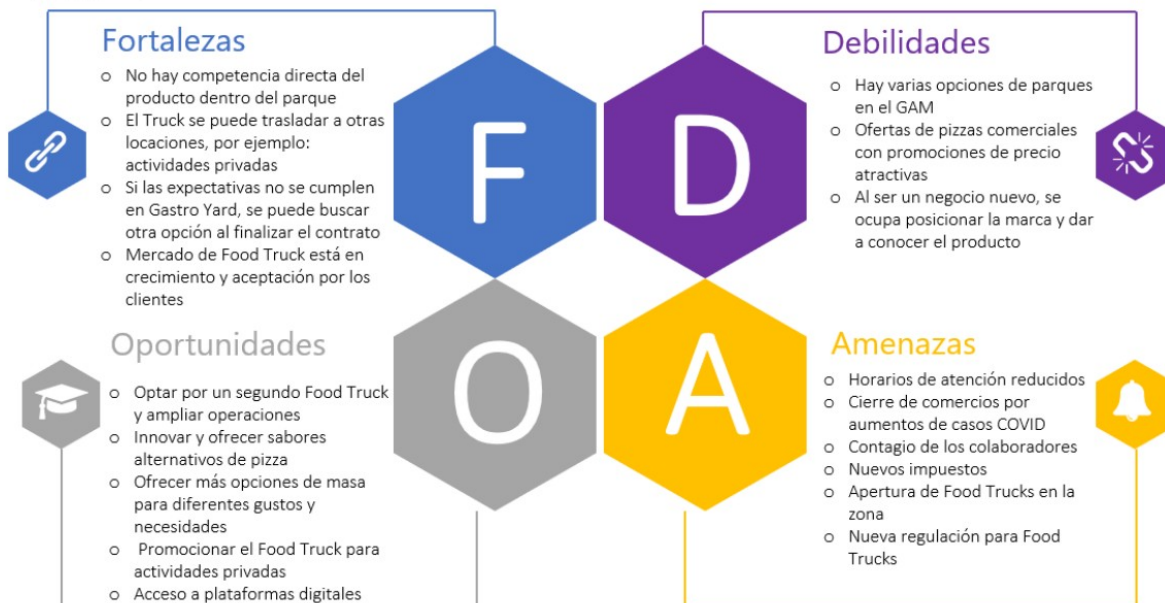 Fortalezas
o No hay competencia directa del
producto dentro del parque
o El Truck se puede trasladar a otras
locaciones, por ejemplo:
actividades privadas
o Si las expectativas no se cumplen
en Gastro Yard, se puede buscar
otra opción al finalizar el contrato
o Mercado de Food Truck está en
crecimiento y aceptación por los
clientes
F
D
Debilidades
o Hay varias opciones de parques
en el GAM
o Ofertas de pizzas comerciales
con promociones de precio
atractivas
o Al ser un negocio nuevo, se
ocupa posicionar la marca y dar
a conocer el producto
Oportunidades
o Optar por un segundo Food Truck
y ampliar operaciones
o Innovar y ofrecer sabores
alternativos de pizza
o Ofrecer más opciones de masa
para diferentes gustos y
necesidades
o Promocionar el Food Truck para
actividades privadas
o Acceso a plataformas digitales
O
A
Amenazas
o Horarios de atención reducidos
o Cierre de comercios por
aumentos de casos COVID
o Contagio de los colaboradores
o Nuevos impuestos
o Apertura de Food Trucks en la
zona
o Nueva regulación para Food
Trucks